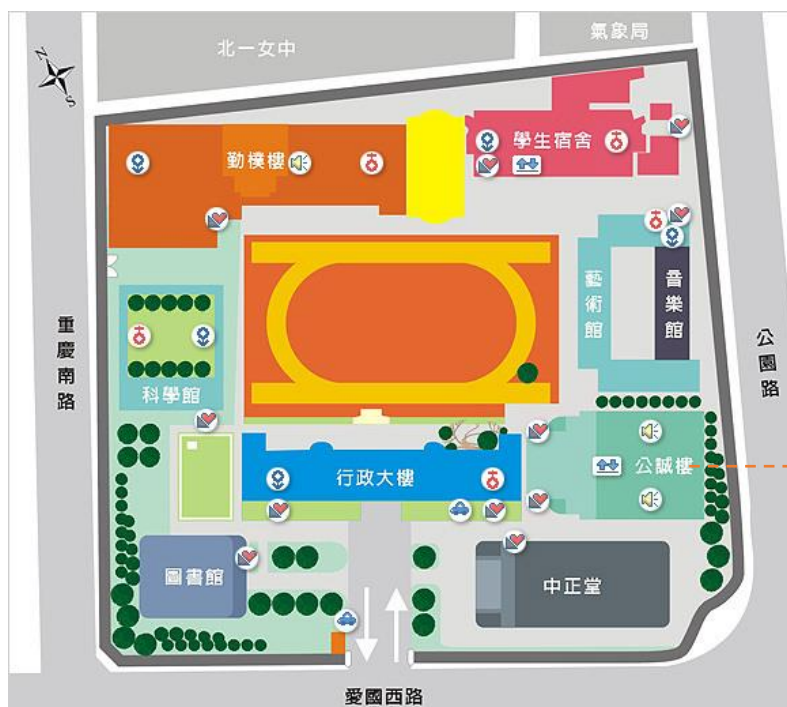 北一女中
氣象局
N
S
勤樸樓
學生宿舍
重慶南路
藝術館
音樂館
公園路
科學館
行政大樓
公誠樓
圖書館
中正堂
愛國西路